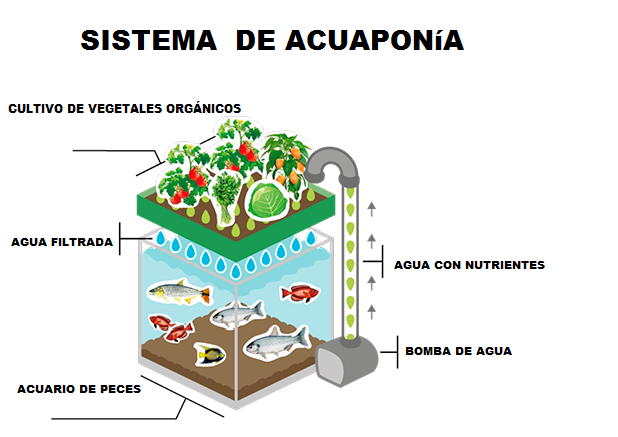 SISTEMA DE ACUAPONíA
CULTIVO DE VEGETALES ORGÁNICOS
AGUA FILTRADA
AGUA CON NUTRIENTES
BOMBA DE AGUA
ACUARIO DE PECES